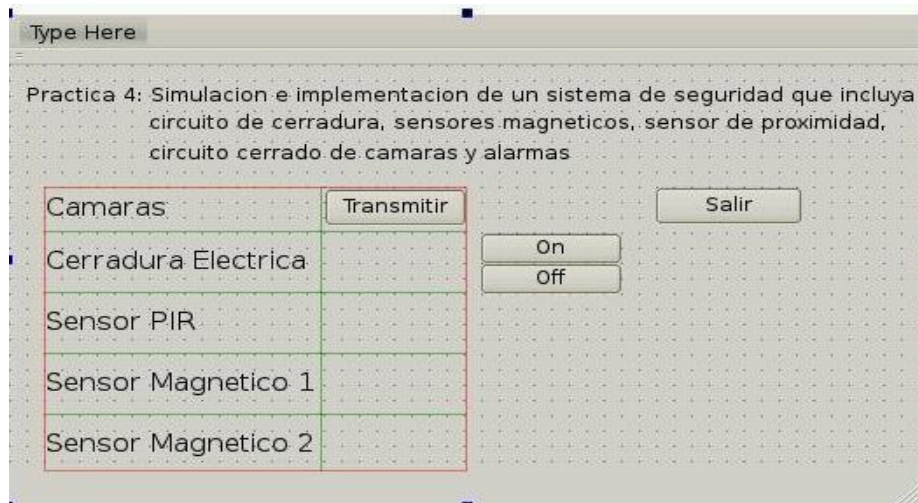 Type Here
Practica 4: Simulacion e implementacion de un sistema de seguridad que incluya
circuito de cerradura, sensores magneticos, sensor de proximidad,
circuito cerrado de camaras y alarmas
Camaras Transmitir Salir
Cerradura Electrica On
Off
Sensor PIR
Sensor Magnetico 1
Sensor Magnetico 2